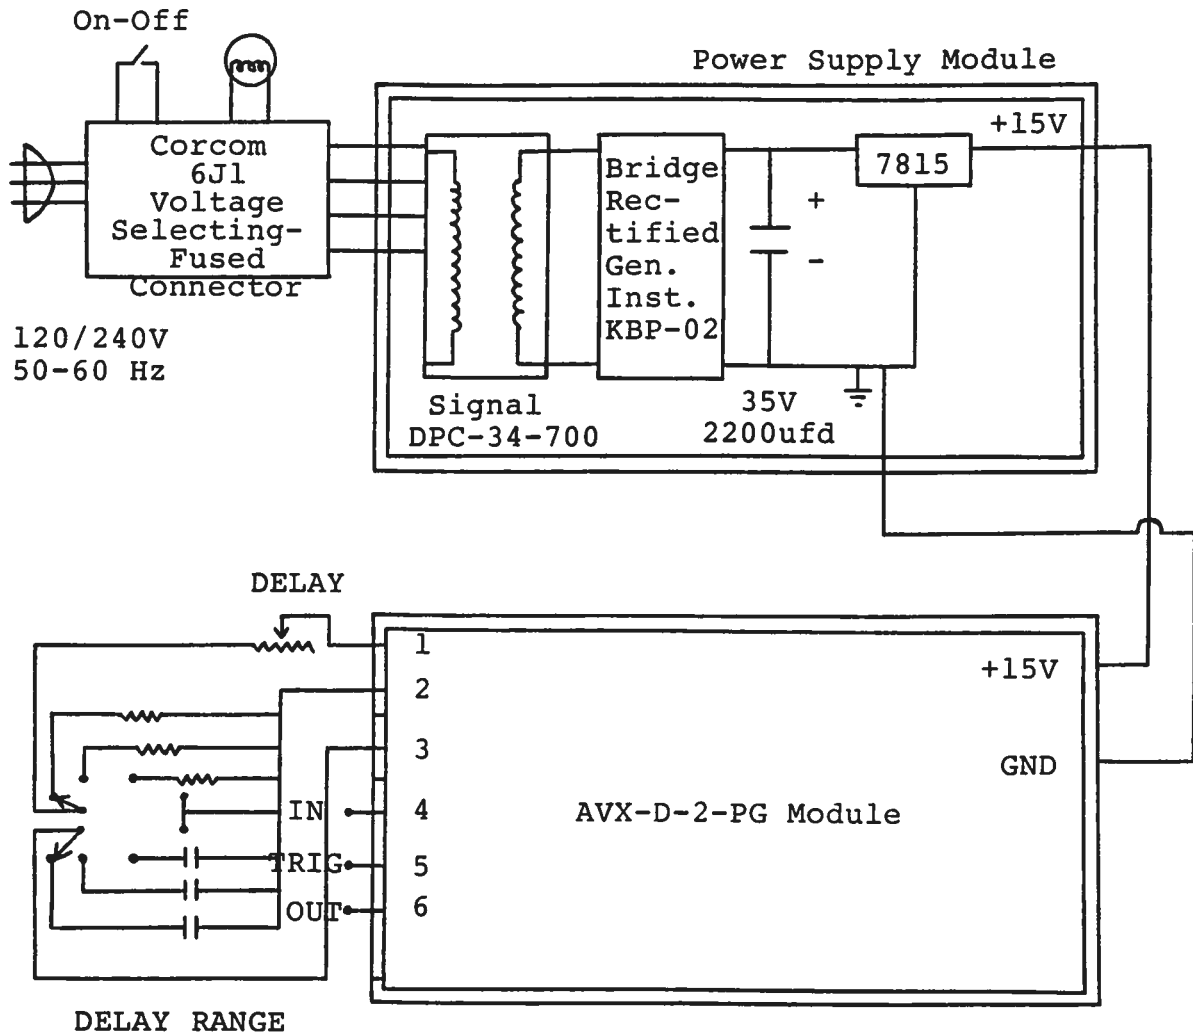 On-Off
Power Supply Module
Corcom
6J1
Voltage
Selecting-
Fused
Connector
120/240V
50-60 Hz
Bridge
Rec-
tified
Gen.
Inst.
KBP-02
7815
+15V
+
-
Signal
DPC-34-700
35V
2200ufd
DELAY
1
2
3
IN
4
TRIG
5
OUT
6
+15V
GND
AVX-D-2-PG Module
DELAY RANGE